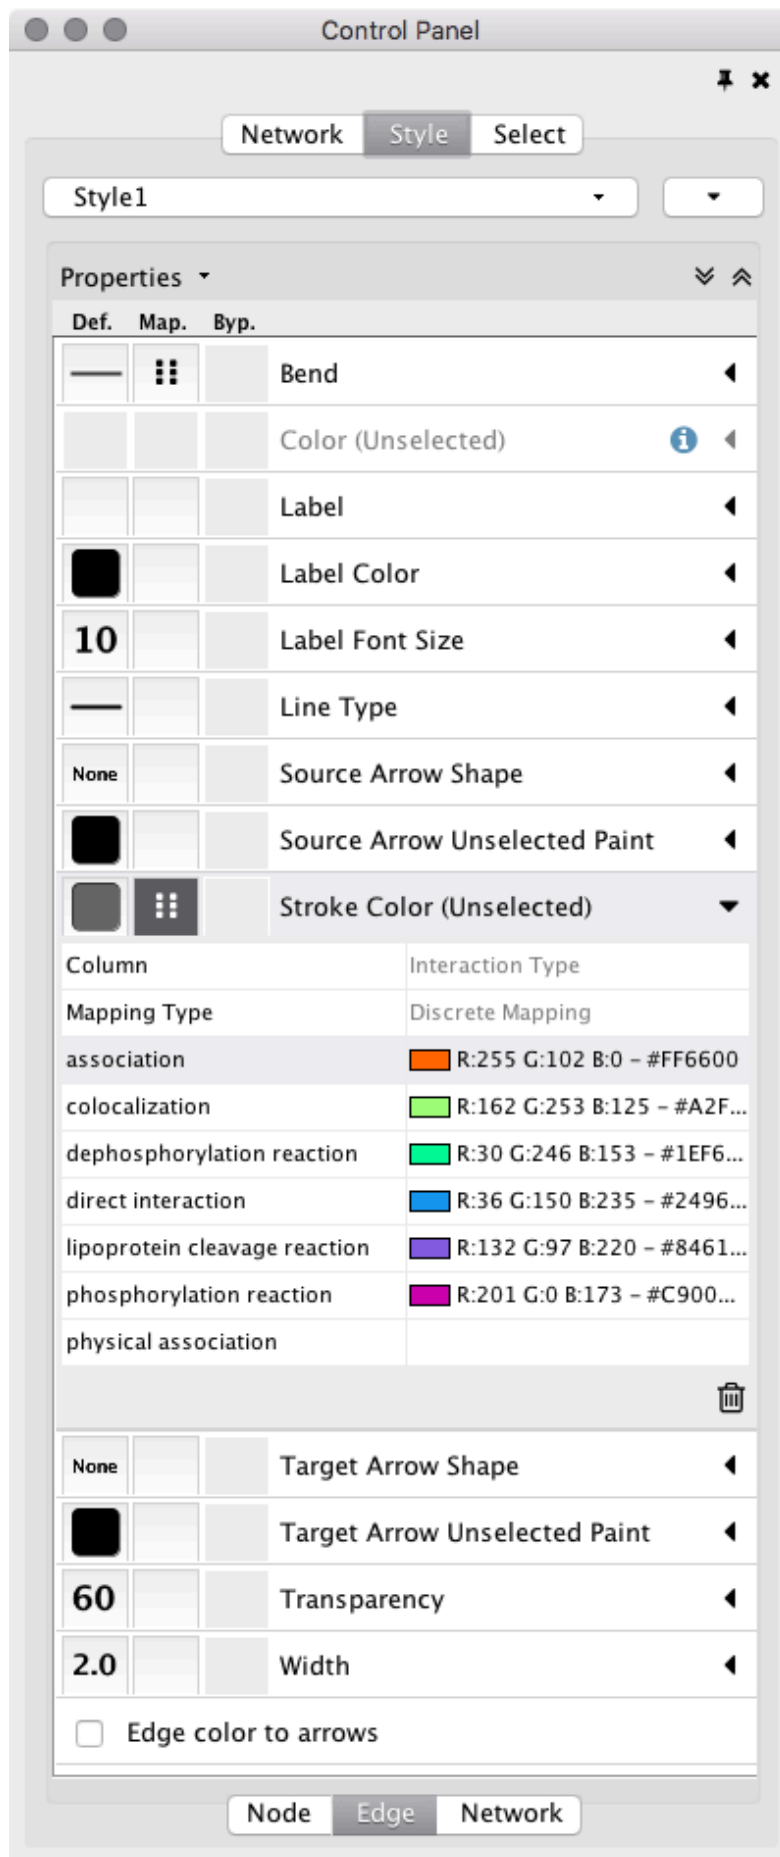 Control Panel
Network Style Select
Style1
Properties
Def. Map. Byp.
Bend
Color (Unselected)
Label
Label Color
10 Label Font Size
Line Type
None Source Arrow Shape
Source Arrow Unselected Paint
Stroke Color (Unselected)
Column Interaction Type
Mapping Type Discrete Mapping
association R:255 G:102 B:0 – #FF6600
colocalization R:162 G:253 B:125 – #A2F...
dephosphorylation reaction R:30 G:246 B:153 – #1EF6...
direct interaction R:36 G:150 B:235 – #2496...
lipoprotein cleavage reaction R:132 G:97 B:220 – #8461...
phosphorylation reaction R:201 G:0 B:173 – #C900...
physical association
None Target Arrow Shape
Target Arrow Unselected Paint
60 Transparency
2.0 Width
Edge color to arrows
Node Edge Network